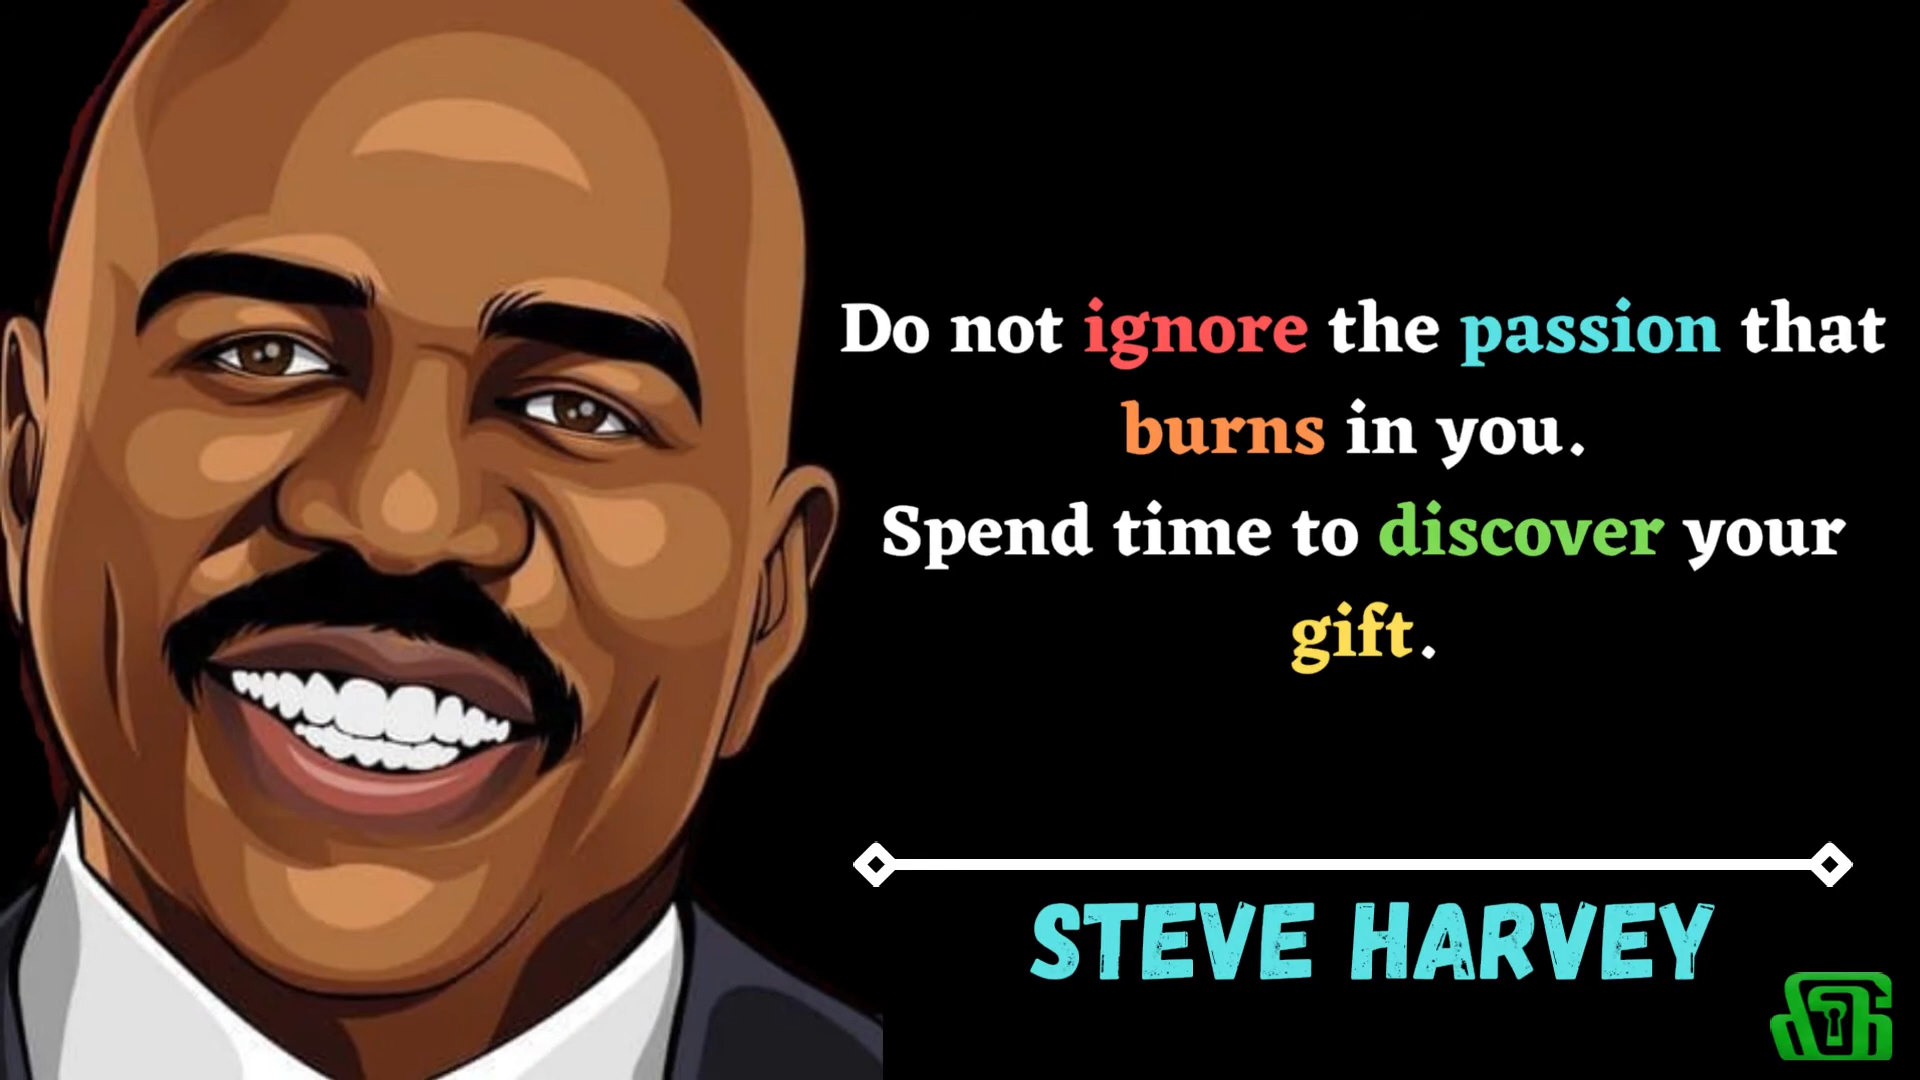 Do not ignore the passion that
burns in you.
Spend time to discover your
gift.
STEVE HARVEY